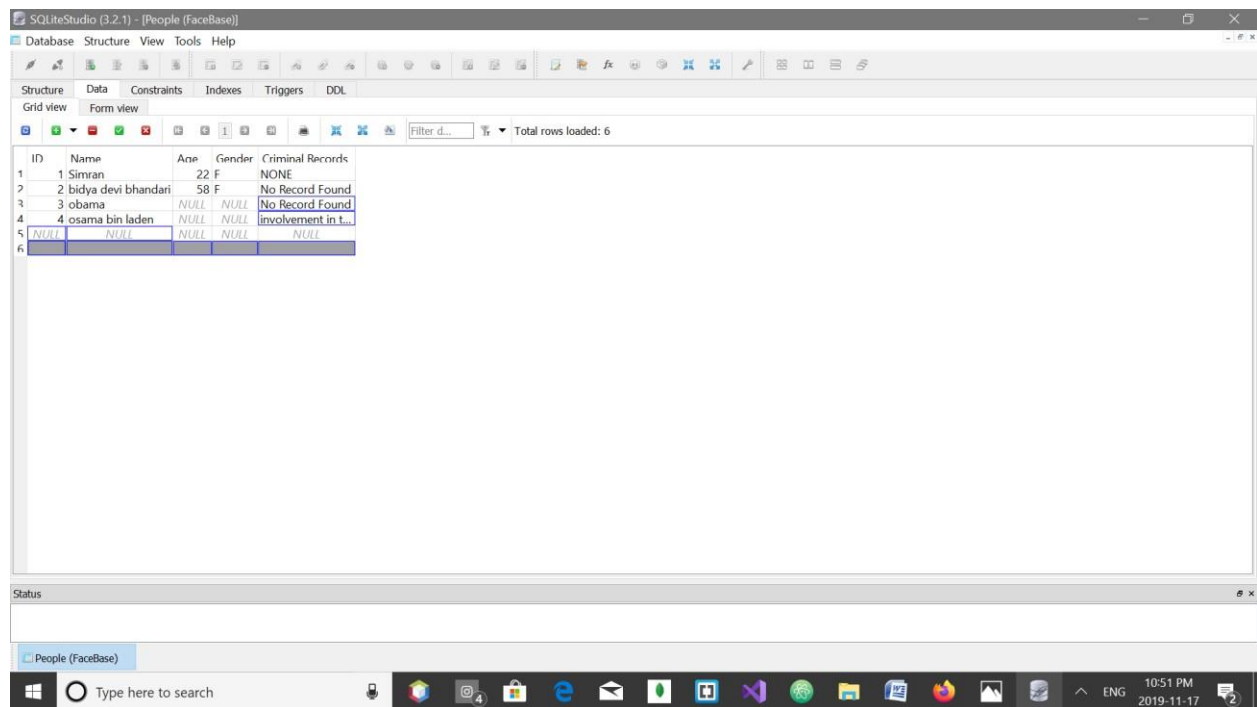 SQLiteStudio (3.2.1) - [People (FaceBase)]
Database Structure View Tools Help
Structure Data Constraints Indexes Triggers DDL
Grid view Form view
1 Filter d... Total rows loaded: 6
ID Name Age Gender Criminal Records
1 1 Simran 22 F NONE
2 2 bidya devi bhandari 58 F No Record Found
3 3 obama NULL NULL No Record Found
4 4 osama bin laden NULL NULL involvement in t...
5 NULL NULL NULL NULL NULL
6
Status
People (FaceBase)
Type here to search 4 ENG 10:51 PM
2019-11-17 2